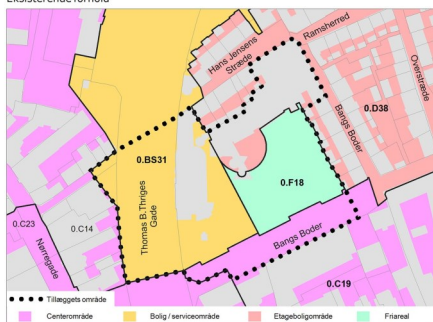 Eksisterende forhold
Hans Jensens
Stræde
Ramsherred
Overstræde
0.D38
Bangs Boder
0.BS31
0.F18
Thomas B.Thriges
Gade
0.C23
0.C14
Nørregade
Bangs Boder
0.C19
Tillæggets område
Centerområde
Bolig / serviceområde
Etageboligområde
Friareal